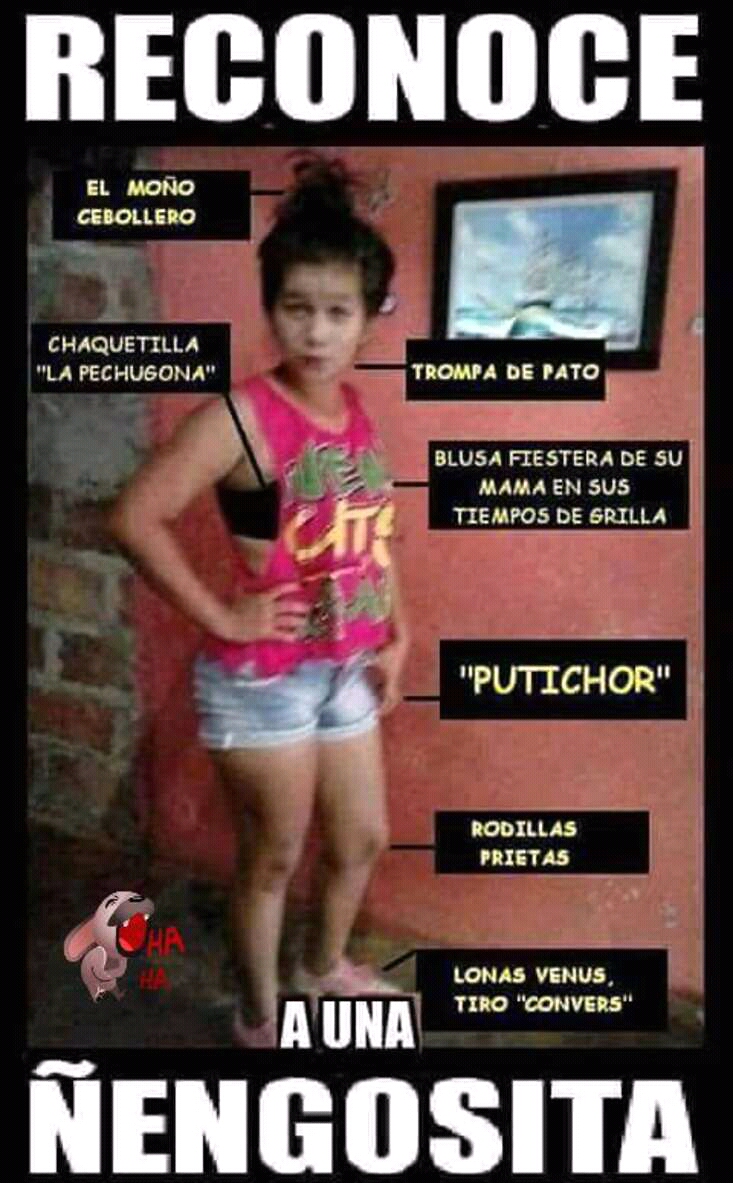 RECONOCE
EL MOÑO
CEBOLLERO
CHAQUETILLA
"LA PECHUGONA"
TROMPA DE PATO
BLUSA FIESTERA DE SU
MAMA EN SUS
TIEMPOS DE GRILLA
"PUTICHOR"
RODILLAS
PRIETAS
HA
HA
LONAS VENUS,
TIRO "CONVERS"
A UNA
ÑENGOSITA